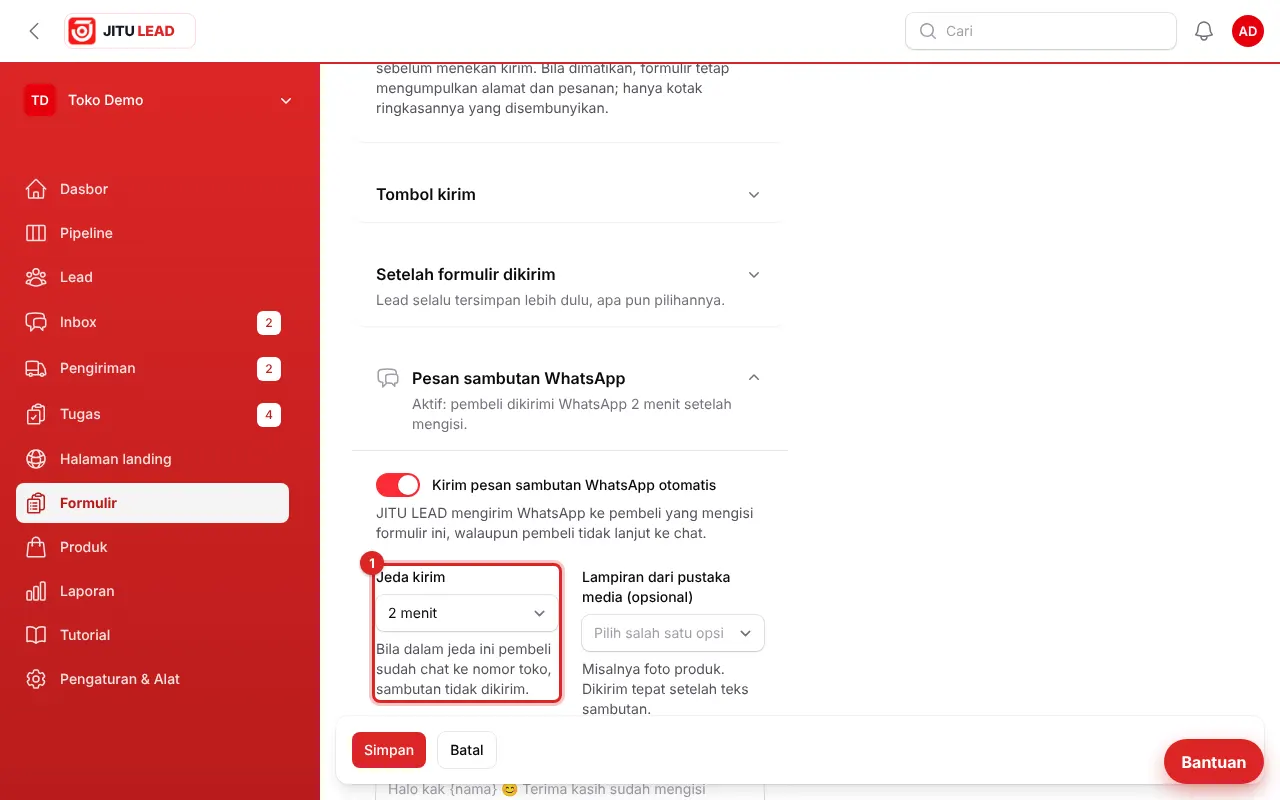 JITU LEAD
Cari
AD
TD
Toko Demo
Dasbor
Pipeline
Lead
Inbox
2
Pengiriman
2
Tugas
4
Halaman landing
Formulir
Produk
Laporan
Tutorial
Pengaturan & Alat
sebelum menekan kirim. Bila dimatikan, formulir tetap
mengumpulkan alamat dan pesanan; hanya kotak
ringkasannya yang disembunyikan.
Tombol kirim
Setelah formulir dikirim
Lead selalu tersimpan lebih dulu, apa pun pilihannya.
Pesan sambutan WhatsApp
Aktif: pembeli dikirimi WhatsApp 2 menit setelah
mengisi.
Kirim pesan sambutan WhatsApp otomatis
JITU LEAD mengirim WhatsApp ke pembeli yang mengisi
formulir ini, walaupun pembeli tidak lanjut ke chat.
1
Jeda kirim
2 menit
Bila dalam jeda ini pembeli
sudah chat ke nomor toko,
sambutan tidak dikirim.
Lampiran dari pustaka
media (opsional)
Pilih salah satu opsi
Misalnya foto produk.
Dikirim tepat setelah teks
sambutan.
Simpan
Batal
Bantuan
Halo kak {nama} 😊 Terima kasih sudah mengisi